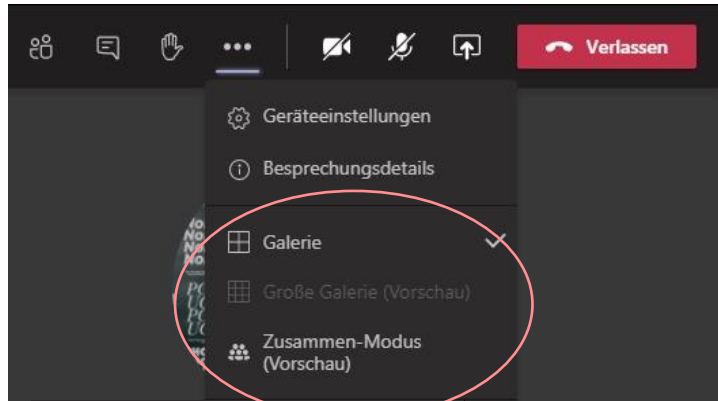 Verlassen
Geräteeinstellungen
Besprechungsdetails
Galerie
Große Galerie (Vorschau)
Zusammen-Modus
(Vorschau)